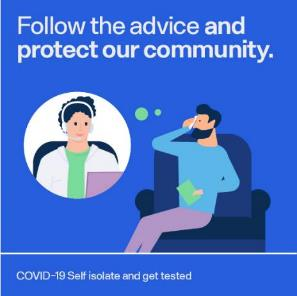 Follow the advice and
protect our community.
COVID-19 Self isolate and get tested